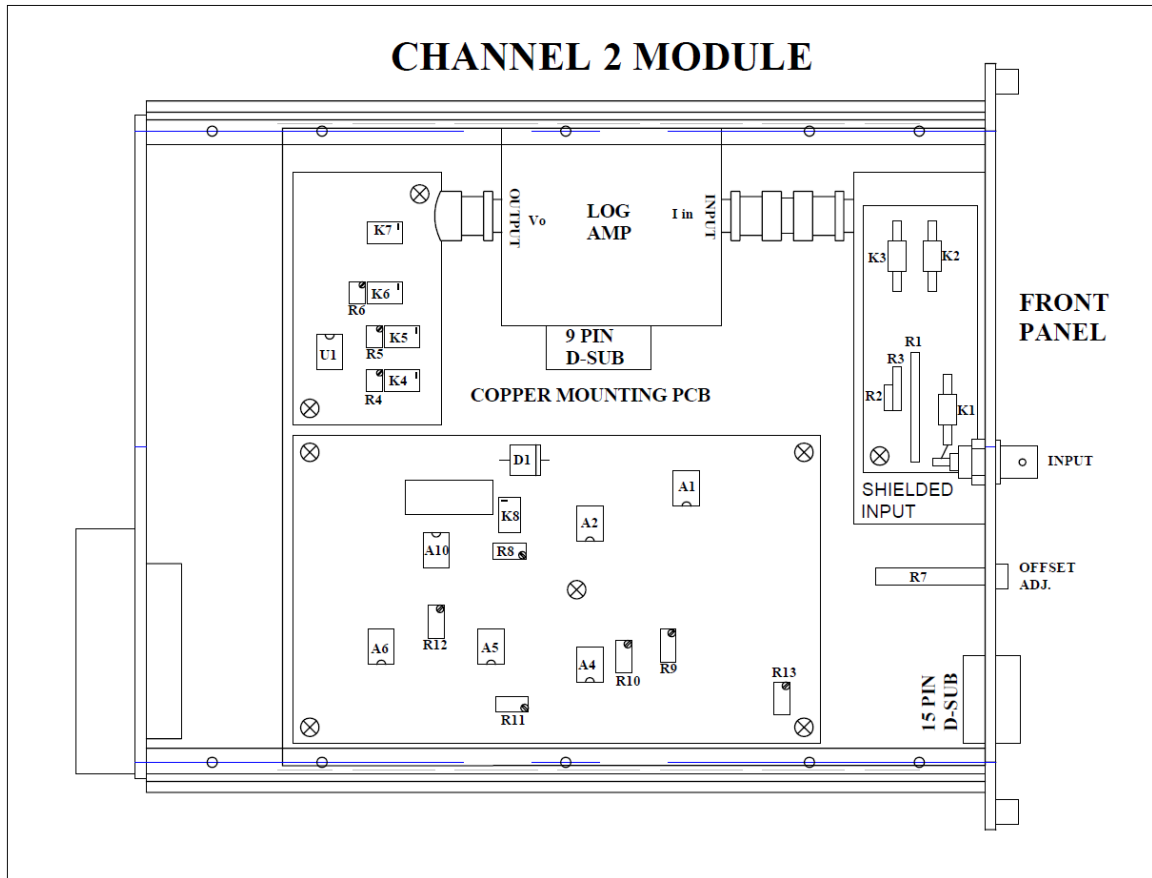 CHANNEL 2 MODULE
OUTPUT
Vo
LOG
AMP
I in
INPUT
9 PIN
D-SUB
COPPER MOUNTING PCB
K7
K6
R6
U1
K5
R5
K4
R4
K3
K2
R1
R3
R2
K1
SHIELDED
INPUT
FRONT
PANEL
INPUT
OFFSET
ADJ.
R7
15 PIN
D-SUB
D1
K8
A1
A2
A10
R8
R12
A6
A5
A4
R10
R9
R13
R11